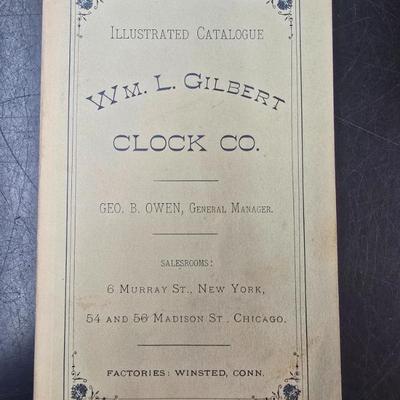 ILLUSTRATED CATALOGUE
WM. L. GILBERT
CLOCK CO.
GEO. B. OWEN, GENERAL MANAGER.
SALESROOMS:
6 MURRAY ST., NEW YORK,
54 AND 56 MADISON ST., CHICAGO.
FACTORIES: WINSTED, CONN.